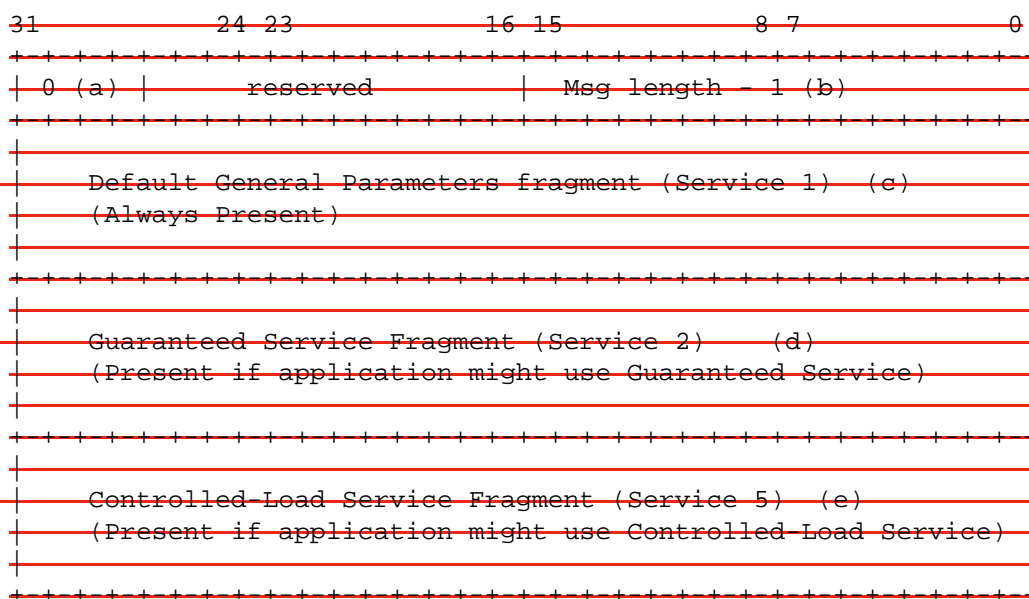 31 24 23 16 15 8 7 0
+-+-+-+-+-+-+-+-+-+-+-+-+-+-+-+-+-+-+-+-+-+-+-+-+-+-+-+-+-+-+-+-+--
| 0 (a) | reserved | Msg length - 1 (b)
+-+-+-+-+-+-+-+-+-+-+-+-+-+-+-+-+-+-+-+-+-+-+-+-+-+-+-+-+-+-+-+-+--
|
| Default General Parameters fragment (Service 1) (c)
| (Always Present)
|
+-+-+-+-+-+-+-+-+-+-+-+-+-+-+-+-+-+-+-+-+-+-+-+-+-+-+-+-+-+-+-+-+--
|
| Guaranteed Service Fragment (Service 2) (d)
| (Present if application might use Guaranteed Service)
|
+-+-+-+-+-+-+-+-+-+-+-+-+-+-+-+-+-+-+-+-+-+-+-+-+-+-+-+-+-+-+-+-+--
|
| Controlled-Load Service Fragment (Service 5) (e)
| (Present if application might use Controlled-Load Service)
|
+-+-+-+-+-+-+-+-+-+-+-+-+-+-+-+-+-+-+-+-+-+-+-+-+-+-+-+-+-+-+-+-+--